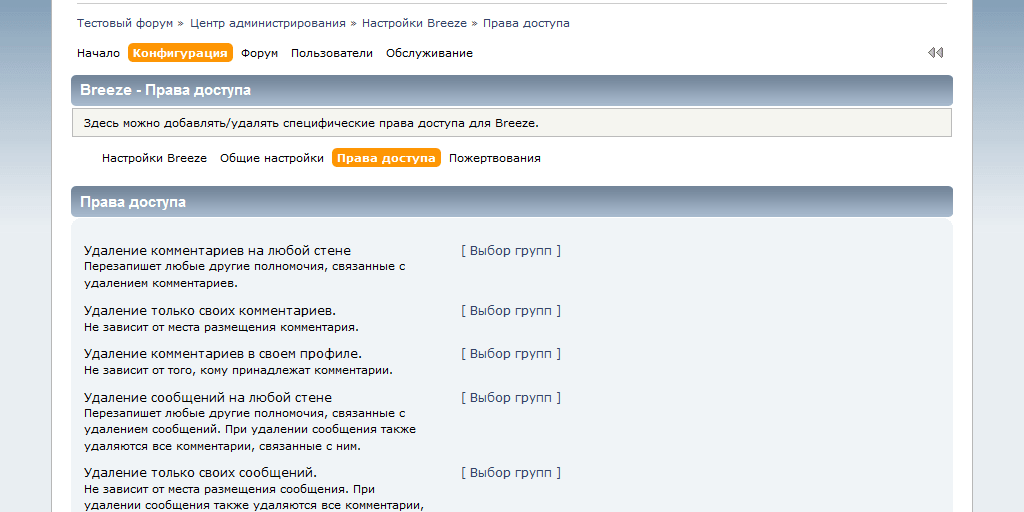 Тестовый форум » Центр администрирования » Настройки Breeze » Права доступа
Начало Конфигурация Форум Пользователи Обслуживание
Breeze - Права доступа
Здесь можно добавлять/удалять специфические права доступа для Breeze.
Настройки Breeze Общие настройки Права доступа Пожертвования
Права доступа
Удаление комментариев на любой стене [ Выбор групп ]
Перезапишет любые другие полномочия, связанные с
удалением комментариев.
Удаление только своих комментариев. [ Выбор групп ]
Не зависит от места размещения комментария.
Удаление комментариев в своем профиле. [ Выбор групп ]
Не зависит от того, кому принадлежат комментарии.
Удаление сообщений на любой стене [ Выбор групп ]
Перезапишет любые другие полномочия, связанные с
удалением сообщений. При удалении сообщения также
удаляются все комментарии, связанные с ним.
Удаление только своих сообщений. [ Выбор групп ]
Не зависит от места размещения сообщения. При
удалении сообщения также удаляются все комментарии,